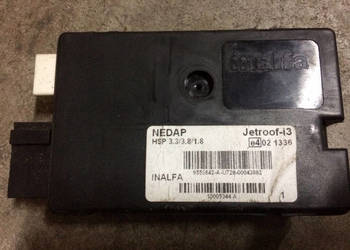 inalfa
NEDAP Jetroof-i3
HSP 3.3/3.8/1.8 e4 02 1336
INALFA
1